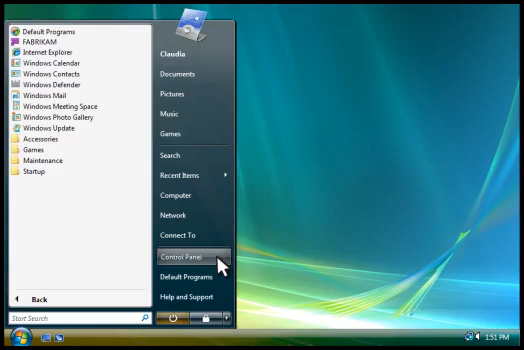 Default Programs
FABRIKAM
Internet Explorer
Windows Calendar
Windows Contacts
Windows Defender
Windows Mail
Windows Meeting Space
Windows Photo Gallery
Windows Update
Accessories
Games
Maintenance
Startup
Back
Start Search
Claudia
Documents
Pictures
Music
Games
Search
Recent Items
Computer
Network
Connect To
Control Panel
Default Programs
Help and Support
1:51 PM